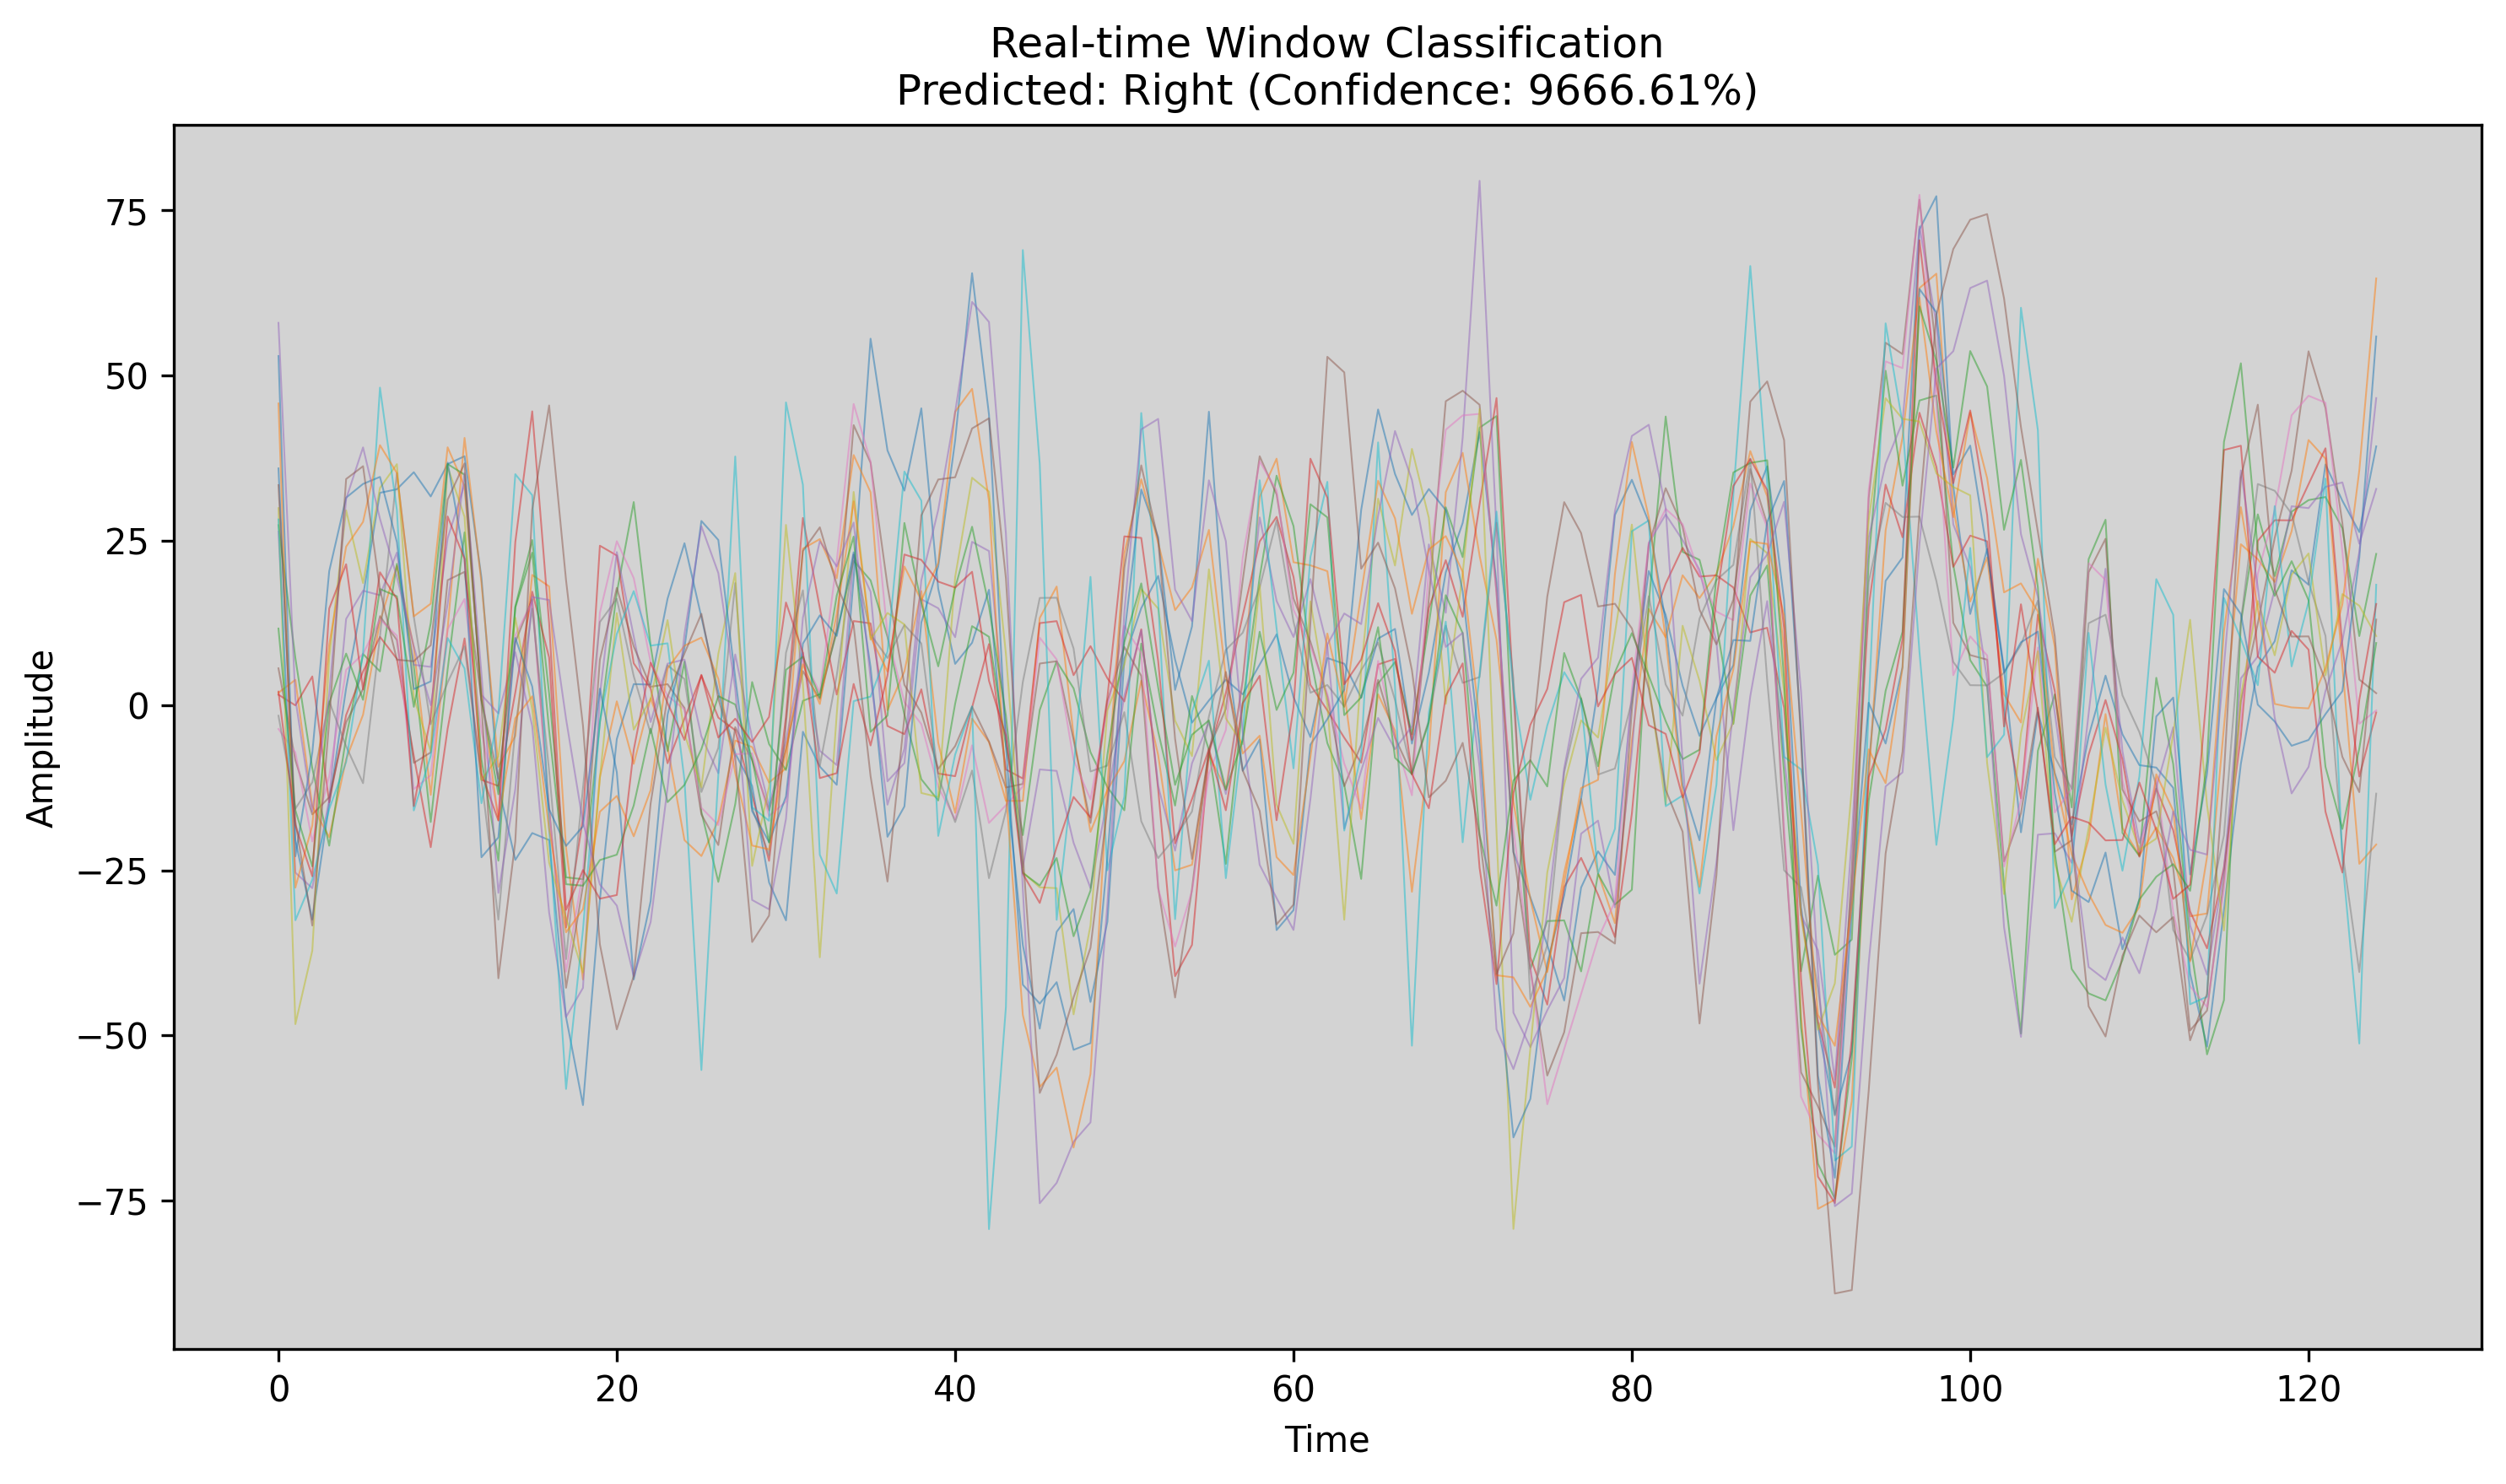 Real-time Window Classification
Predicted: Right (Confidence: 9666.61%)
75
50
25
0
−25
−50
−75
Amplitude
0 20 40 60 80 100 120
Time